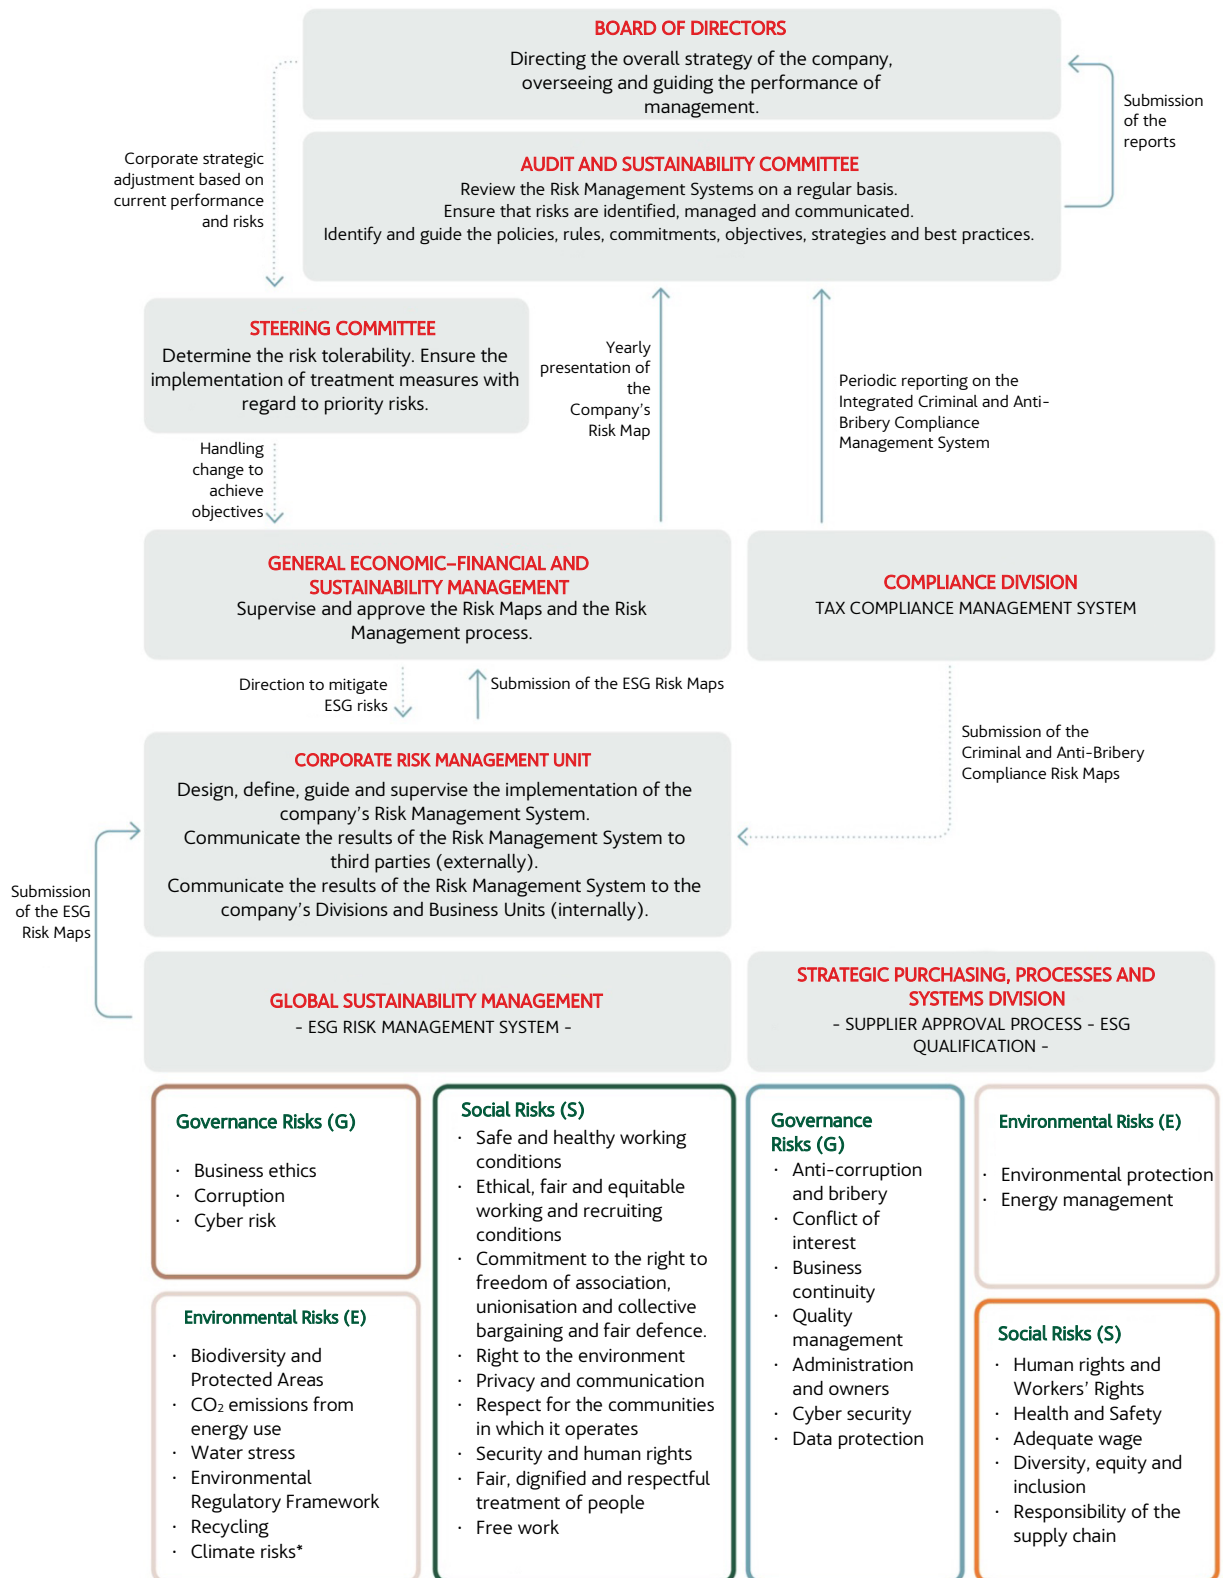 BOARD OF DIRECTORS
Directing the overall strategy of the company,
overseeing and guiding the performance of
management.
Submission
of the
reports
Corporate strategic
adjustment based on
current performance
and risks
AUDIT AND SUSTAINABILITY COMMITTEE
Review the Risk Management Systems on a regular basis.
Ensure that risks are identified, managed and communicated.
Identify and guide the policies, rules, commitments, objectives, strategies and best practices.
STEERING COMMITTEE
Determine the risk tolerability. Ensure the
implementation of treatment measures with
regard to priority risks.
Yearly
presentation of
the
Company's
Risk Map
Periodic reporting on the
Integrated Criminal and Anti-
Bribery Compliance
Management System
Handling
change to
achieve
objectives
GENERAL ECONOMIC–FINANCIAL AND
SUSTAINABILITY MANAGEMENT
Supervise and approve the Risk Maps and the Risk
Management process.
COMPLIANCE DIVISION
TAX COMPLIANCE MANAGEMENT SYSTEM
Direction to mitigate
ESG risks
Submission of the ESG Risk Maps
Submission of the
Criminal and Anti-Bribery
Compliance Risk Maps
CORPORATE RISK MANAGEMENT UNIT
Design, define, guide and supervise the implementation of the
company's Risk Management System.
Communicate the results of the Risk Management System to
third parties (externally).
Communicate the results of the Risk Management System to the
company's Divisions and Business Units (internally).
Submission
of the ESG
Risk Maps
GLOBAL SUSTAINABILITY MANAGEMENT
- ESG RISK MANAGEMENT SYSTEM -
STRATEGIC PURCHASING, PROCESSES AND
SYSTEMS DIVISION
- SUPPLIER APPROVAL PROCESS - ESG
QUALIFICATION -
Governance Risks (G)
· Business ethics
· Corruption
· Cyber risk
Environmental Risks (E)
· Biodiversity and
Protected Areas
· CO₂ emissions from
energy use
· Water stress
· Environmental
Regulatory Framework
· Recycling
· Climate risks*
Social Risks (S)
· Safe and healthy working
conditions
· Ethical, fair and equitable
working and recruiting
conditions
· Commitment to the right to
freedom of association,
unionisation and collective
bargaining and fair defence.
· Right to the environment
· Privacy and communication
· Respect for the communities
in which it operates
· Security and human rights
· Fair, dignified and respectful
treatment of people
· Free work
Governance
Risks (G)
· Anti-corruption
and bribery
· Conflict of
interest
· Business
continuity
· Quality
management
· Administration
and owners
· Cyber security
· Data protection
Environmental Risks (E)
· Environmental protection
· Energy management
Social Risks (S)
· Human rights and
Workers' Rights
· Health and Safety
· Adequate wage
· Diversity, equity and
inclusion
· Responsibility of the
supply chain